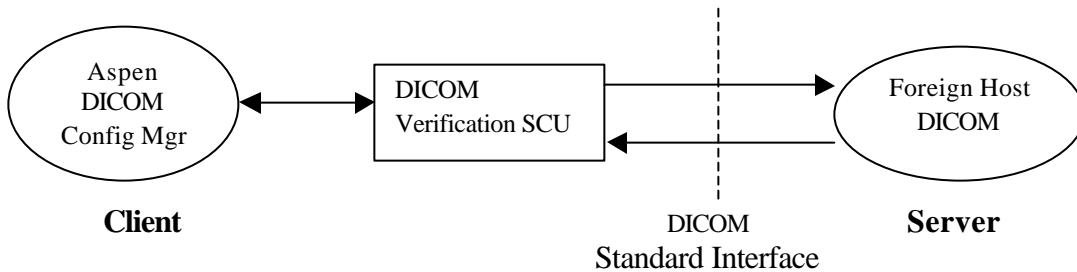 Aspen
DICOM
Config Mgr
DICOM
Verification SCU
Foreign Host
DICOM
Client
DICOM
Standard Interface
Server